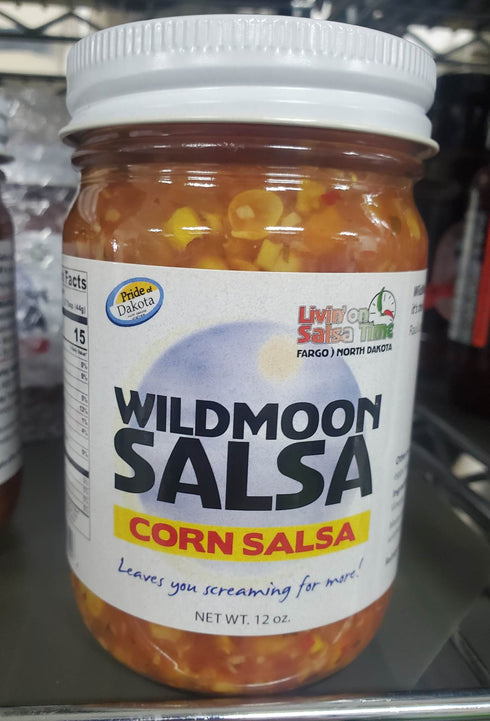 Facts
15
Pride of
Dakota
Livin' on
Salsa Time
FARGO ) NORTH DAKOTA
WILDMOON
SALSA
CORN SALSA
Leaves you screaming for more!
NET WT. 12 oz.